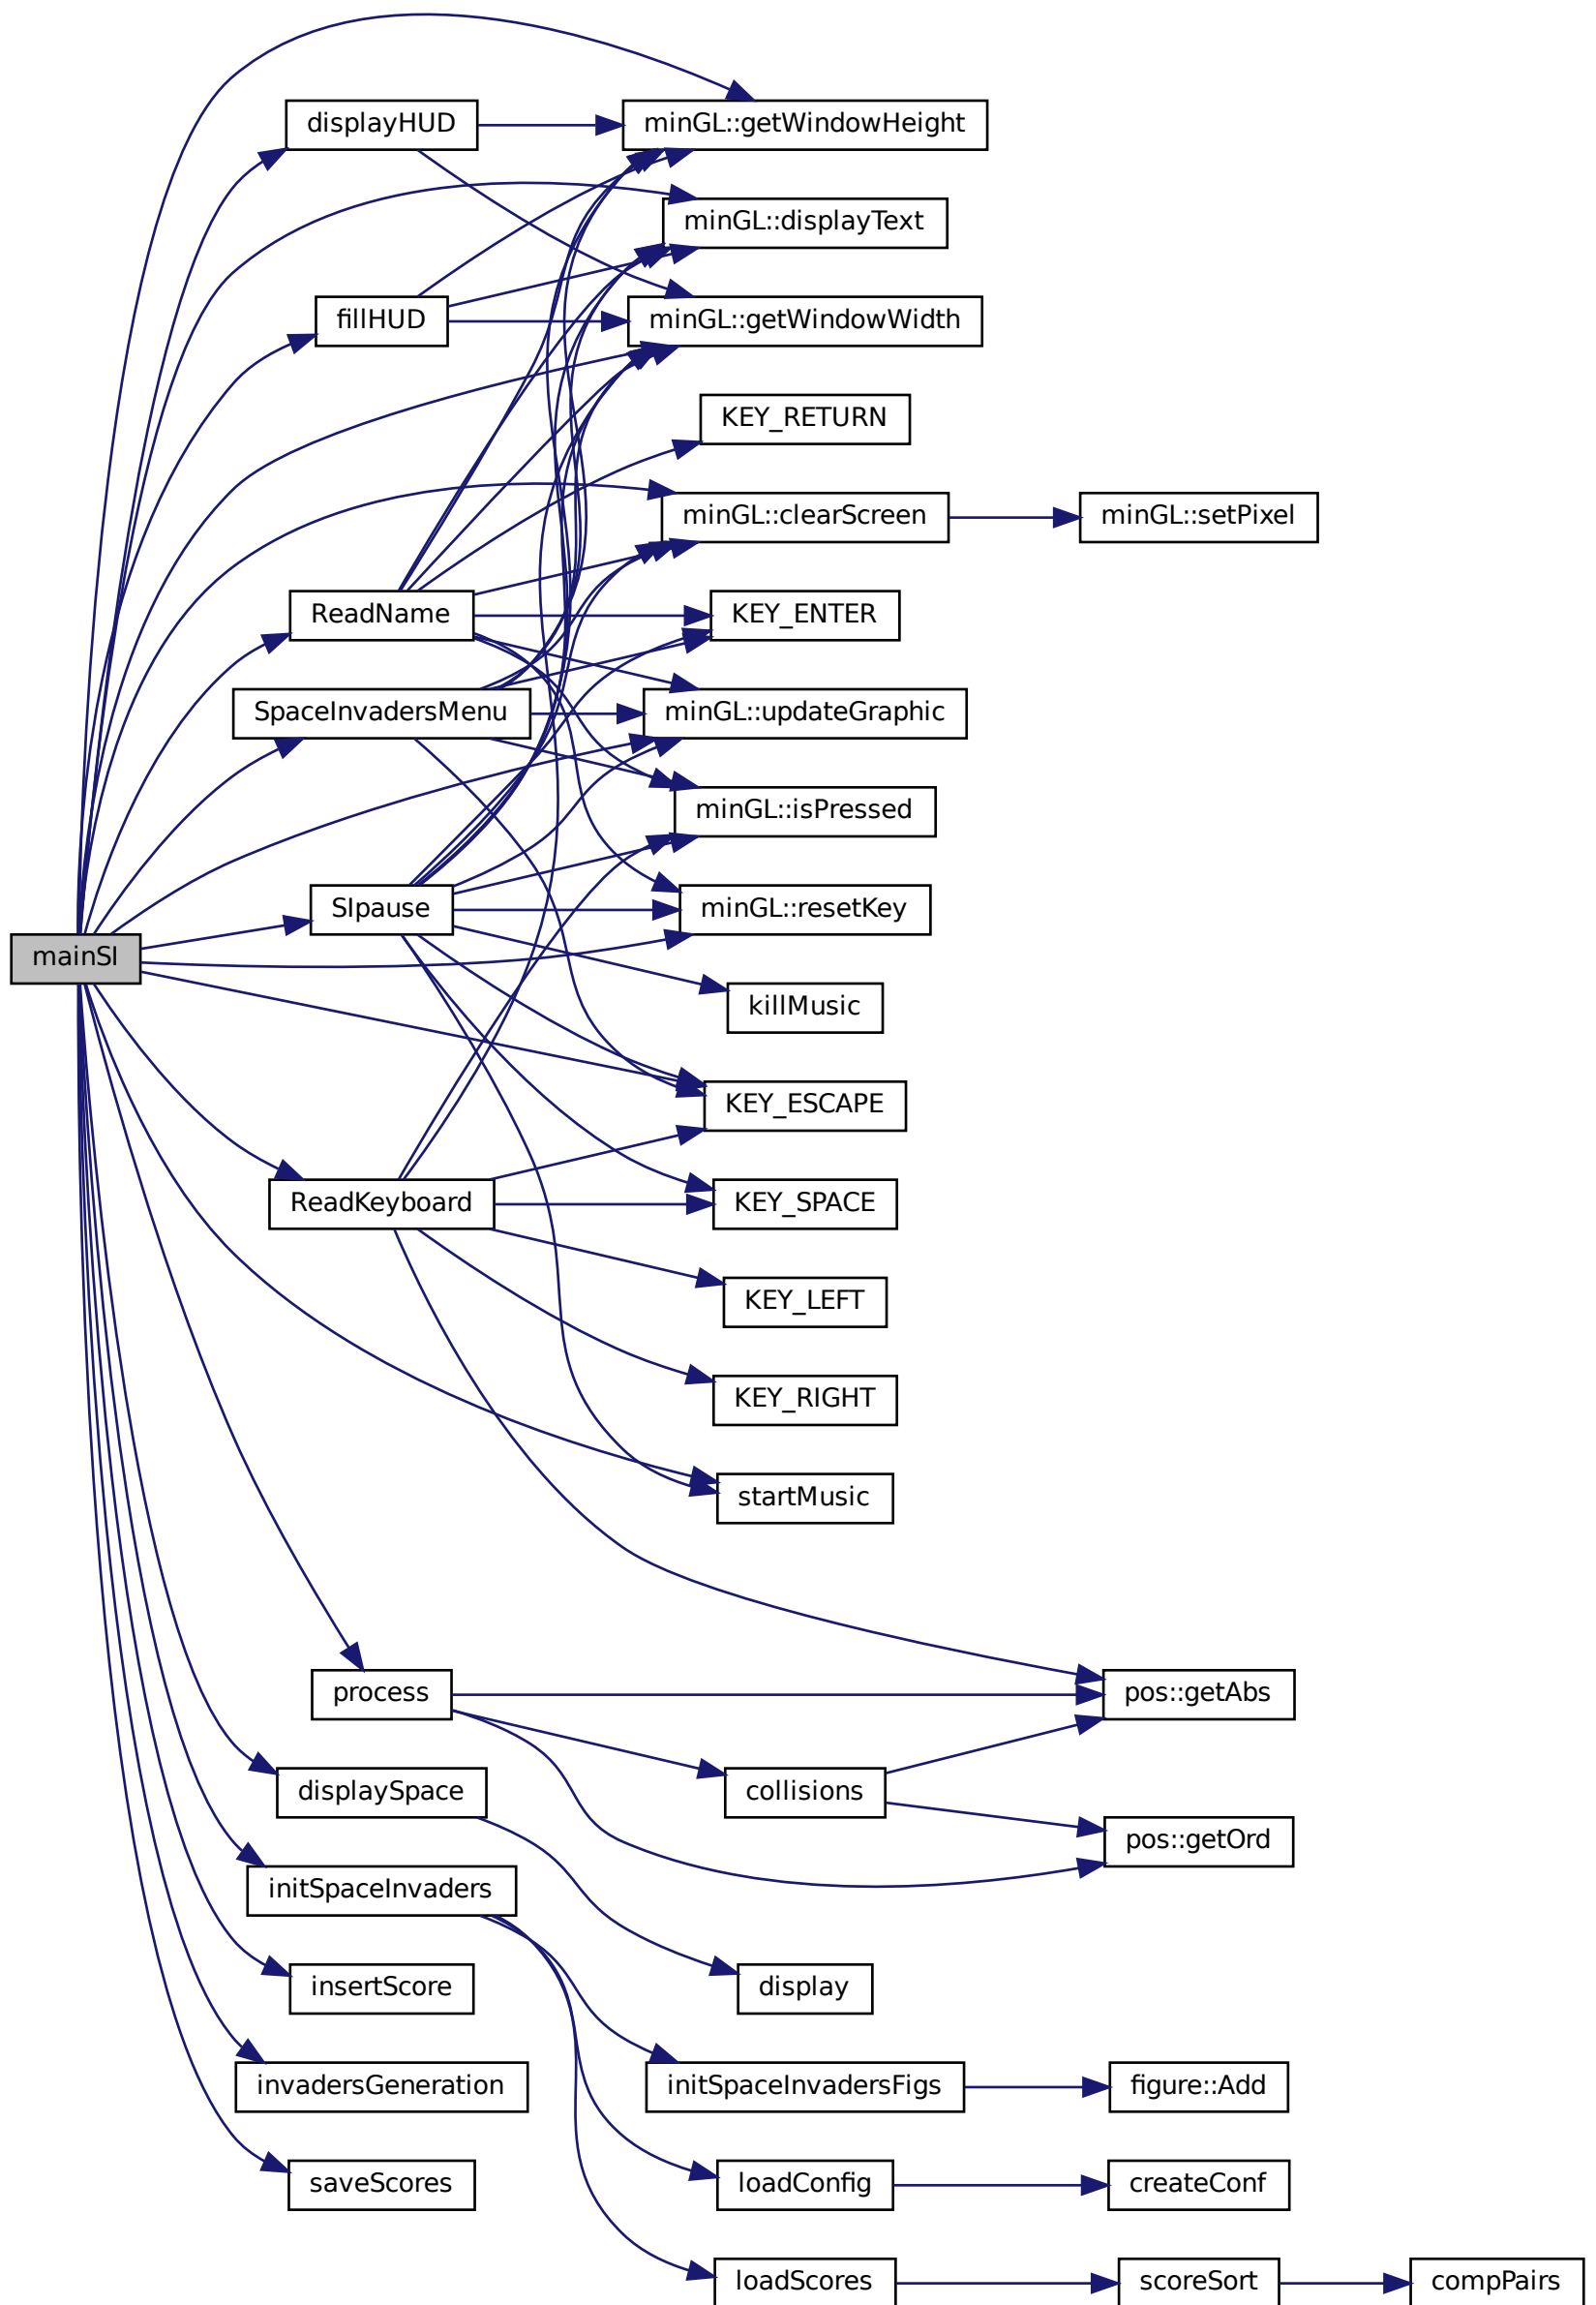 displayHUD
minGL::getWindowHeight
minGL::displayText
fillHUD
minGL::getWindowWidth
KEY_RETURN
minGL::clearScreen
minGL::setPixel
ReadName
KEY_ENTER
SpaceInvadersMenu
minGL::updateGraphic
minGL::isPressed
SIpause
minGL::resetKey
mainSI
killMusic
KEY_ESCAPE
ReadKeyboard
KEY_SPACE
KEY_LEFT
KEY_RIGHT
startMusic
process
pos::getAbs
displaySpace
collisions
pos::getOrd
initSpaceInvaders
insertScore
display
invadersGeneration
initSpaceInvadersFigs
figure::Add
saveScores
loadConfig
createConf
loadScores
scoreSort
compPairs